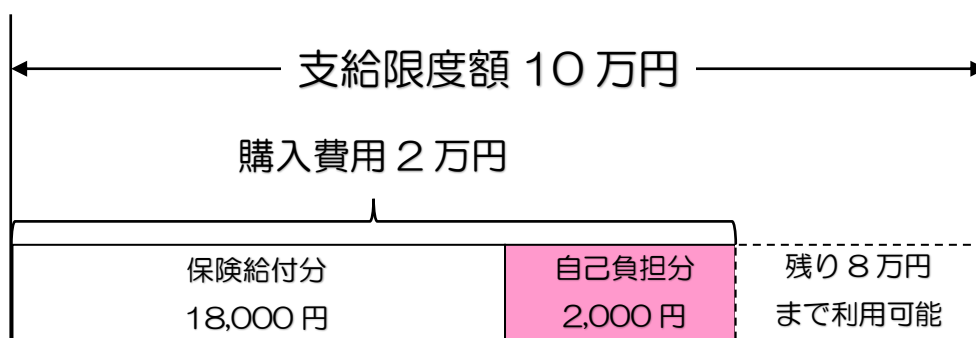 支給限度額 10 万円
購入費用 2 万円
保険給付分
18,000 円
自己負担分
2,000 円
残り 8 万円
まで利用可能